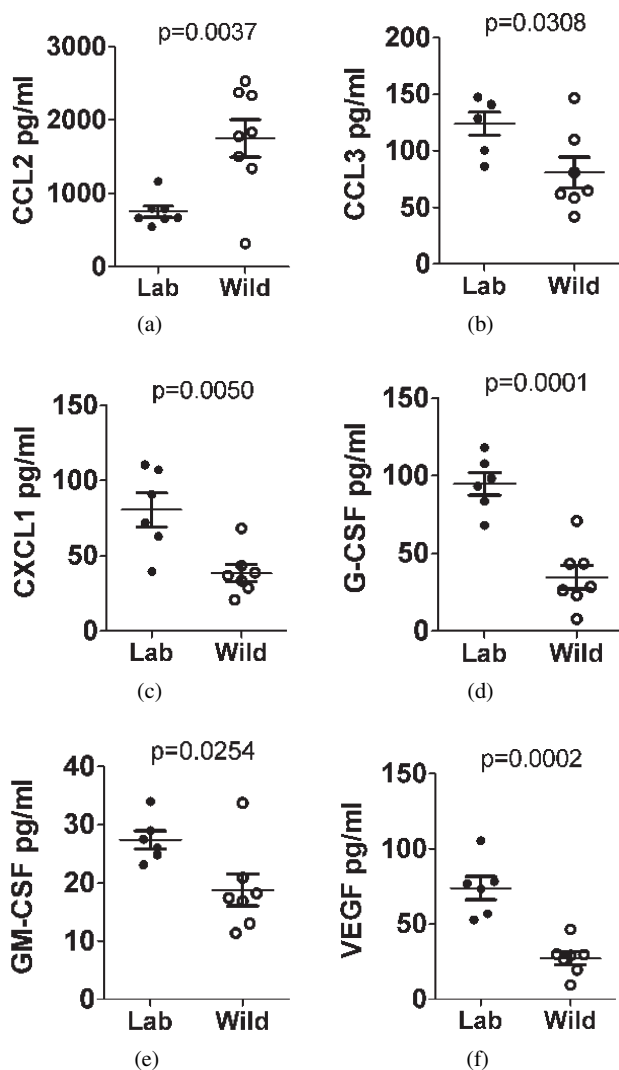 p=0.0037
3000
2000
1000
0
CCL2 pg/ml
Lab Wild
(a)
p=0.0308
200
150
100
50
0
CCL3 pg/ml
Lab Wild
(b)
p=0.0050
150
100
50
0
CXCL1 pg/ml
Lab Wild
(c)
p=0.0001
150
100
50
0
G-CSF pg/ml
Lab Wild
(d)
p=0.0254
40
30
20
10
0
GM-CSF pg/ml
Lab Wild
(e)
p=0.0002
150
100
50
0
VEGF pg/ml
Lab Wild
(f)